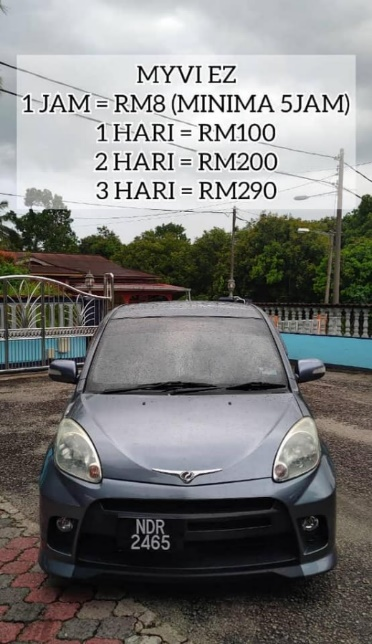 MYVI EZ
1 JAM = RM8 (MINIMA 5JAM)
1 HARI = RM100
2 HARI = RM200
3 HARI = RM290
NDR
2465